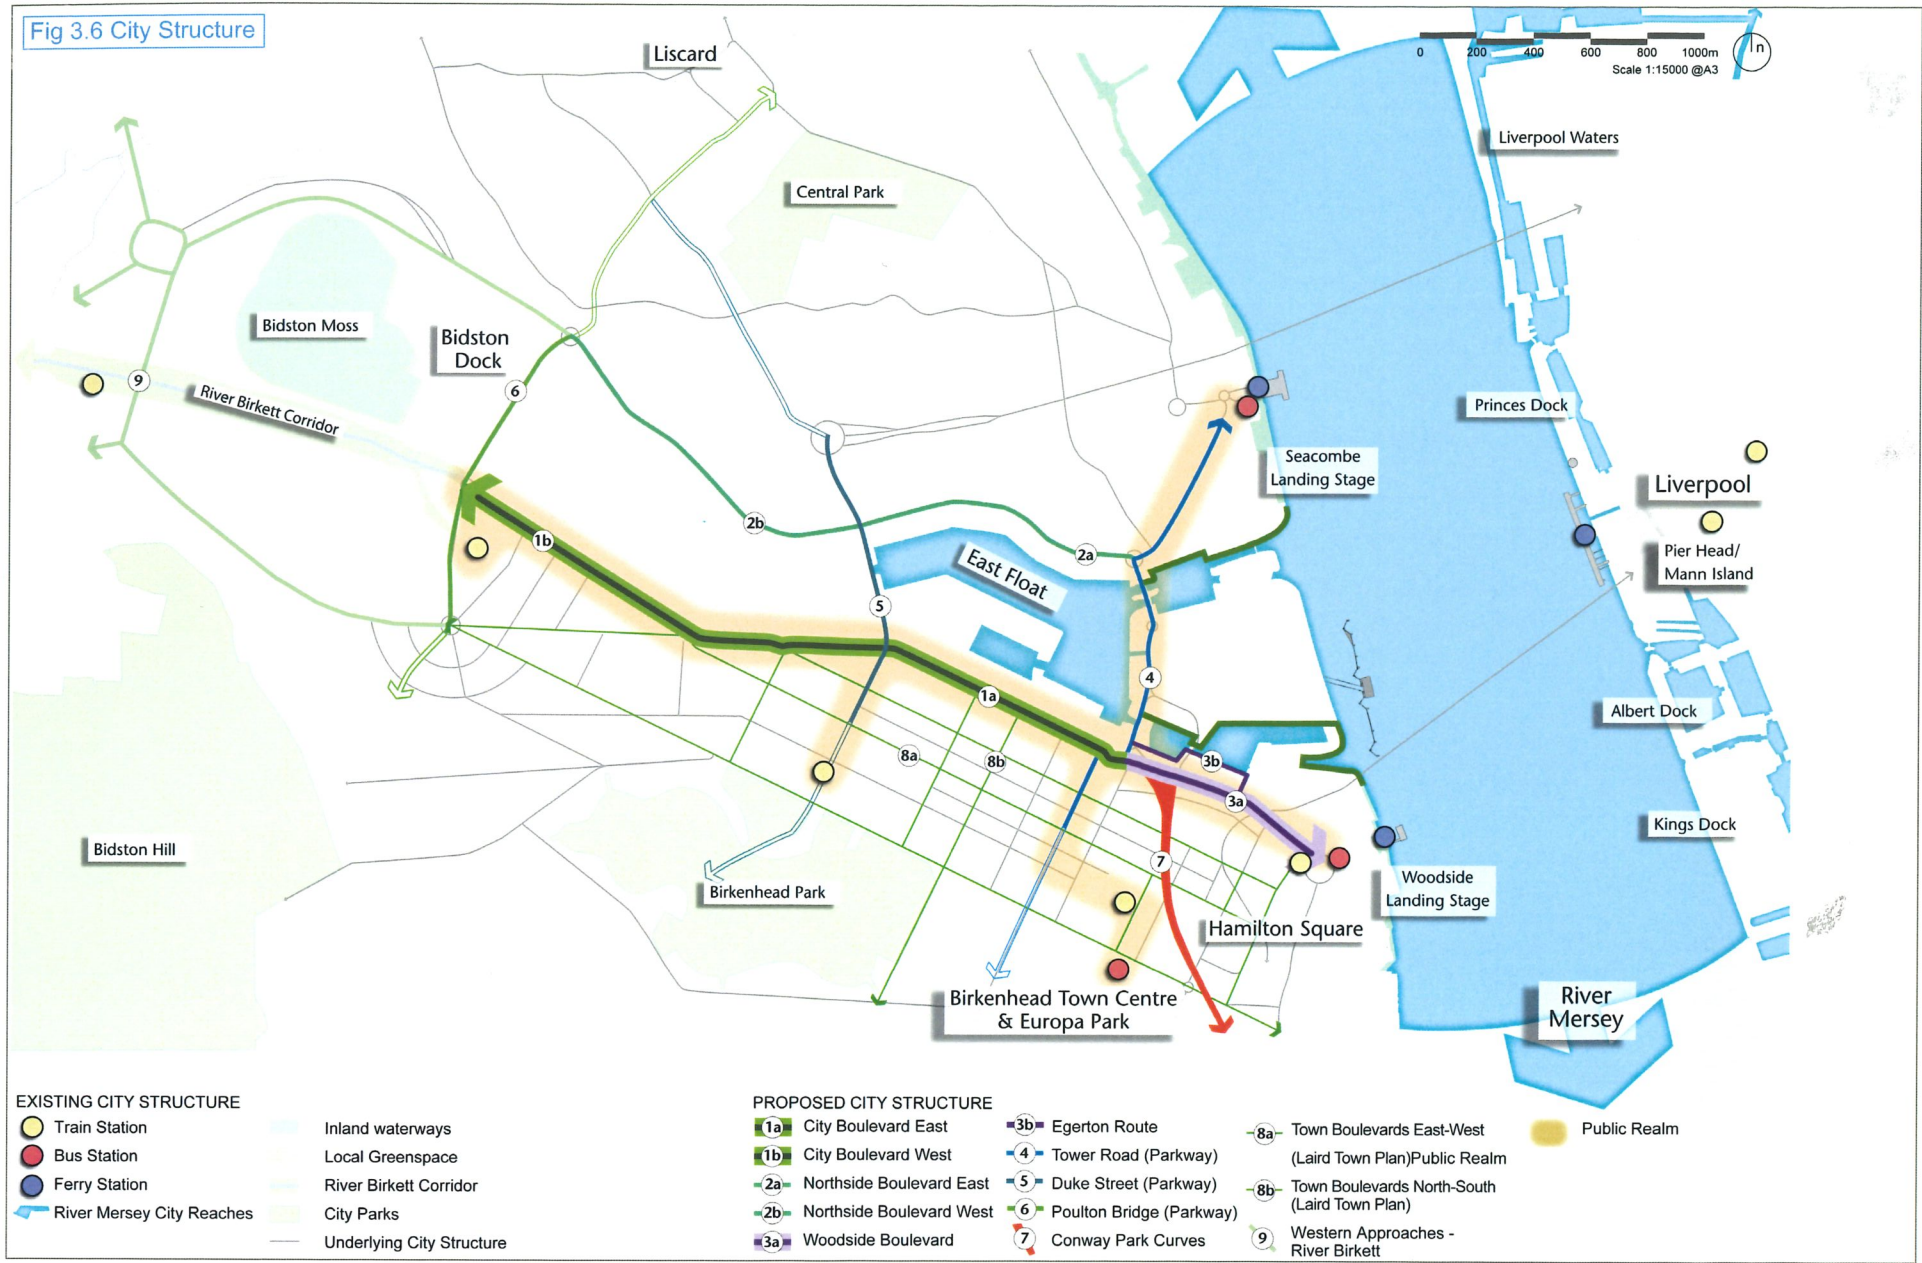 Fig 3.6 City Structure
Liscard
0 200 400 600 800 1000m
Scale 1:15000 @A3
n
Liverpool Waters
Central Park
Bidston Moss
Bidston
Dock
9
6
River Birkett Corridor
Princes Dock
Seacombe
Landing Stage
Liverpool
Pier Head/
Mann Island
1b
2b
2a
East Float
5
4
1a
Albert Dock
8a
8b
3b
3a
Kings Dock
Bidston Hill
7
Birkenhead Park
Woodside
Landing Stage
Hamilton Square
Birkenhead Town Centre
& Europa Park
River
Mersey
EXISTING CITY STRUCTURE
Train Station
Bus Station
Ferry Station
River Mersey City Reaches
Inland waterways
Local Greenspace
River Birkett Corridor
City Parks
Underlying City Structure
PROPOSED CITY STRUCTURE
1a City Boulevard East
1b City Boulevard West
2a Northside Boulevard East
2b Northside Boulevard West
3a Woodside Boulevard
3b Egerton Route
4 Tower Road (Parkway)
5 Duke Street (Parkway)
6 Poulton Bridge (Parkway)
7 Conway Park Curves
8a Town Boulevards East-West
(Laird Town Plan)Public Realm
8b Town Boulevards North-South
(Laird Town Plan)
9 Western Approaches -
River Birkett
Public Realm